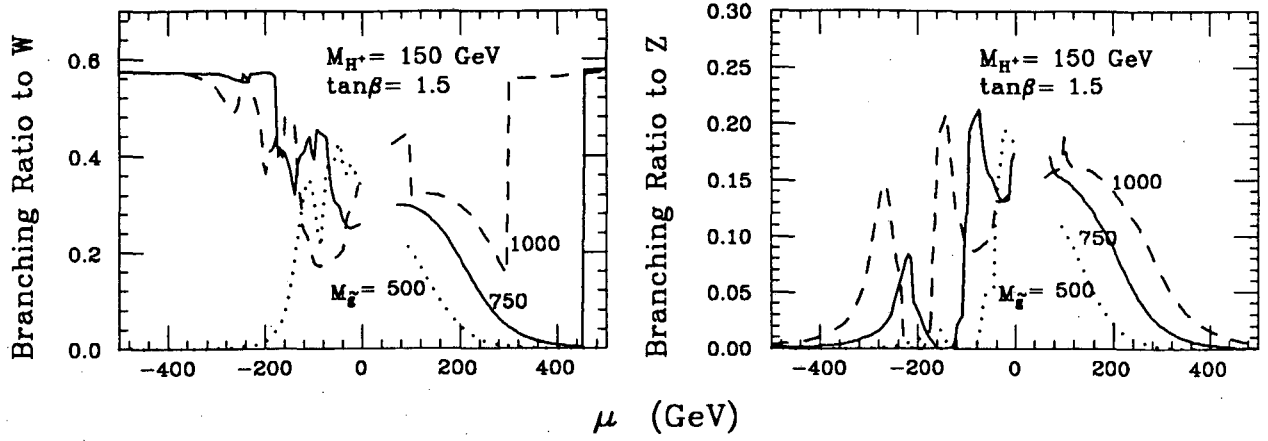 Branching Ratio to W
0.6
0.4
0.2
0.0
M_H⁺= 150 GeV
tanβ= 1.5
1000
750
M_g̃= 500
−400 −200 0 200 400
Branching Ratio to Z
0.30
0.25
0.20
0.15
0.10
0.05
0.00
M_H⁺= 150 GeV
tanβ= 1.5
1000
750
M_g̃= 500
−400 −200 0 200 400
μ (GeV)